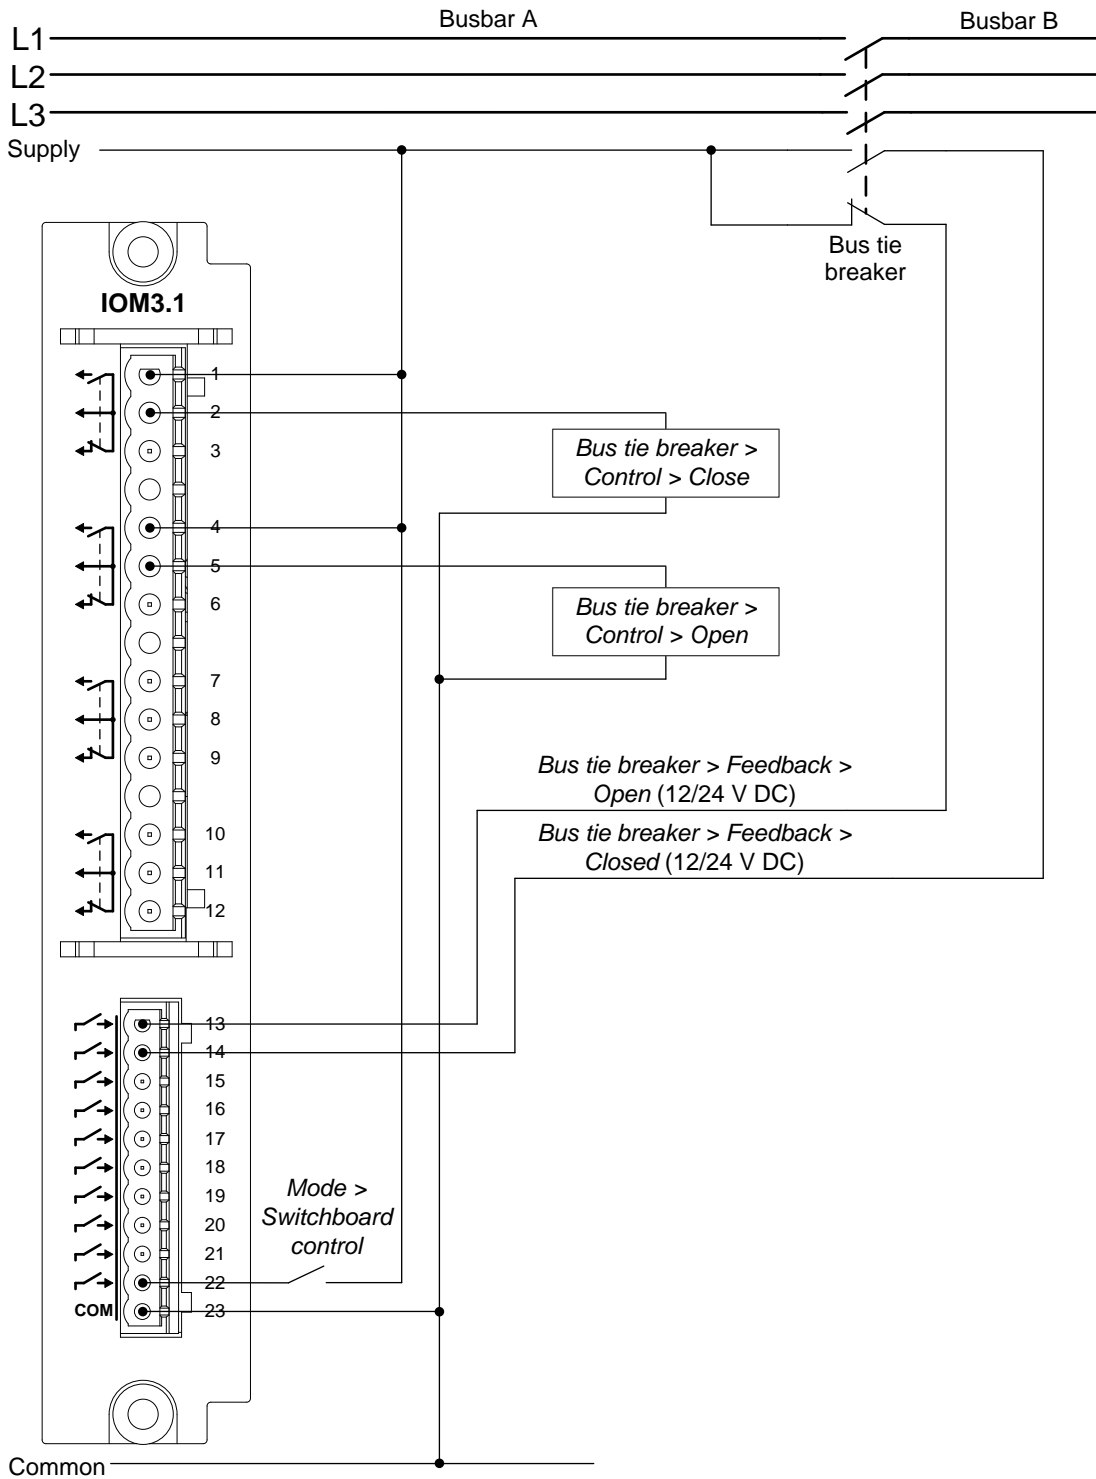 Busbar A
Busbar B
L1
L2
L3
Supply
Bus tie
breaker
IOM3.1
1
2
3
4
5
6
7
8
9
10
11
12
Bus tie breaker >
Control > Close
Bus tie breaker >
Control > Open
Bus tie breaker > Feedback >
Open (12/24 V DC)
Bus tie breaker > Feedback >
Closed (12/24 V DC)
13
14
15
16
17
18
19
20
21
22
COM
23
Mode >
Switchboard
control
Common